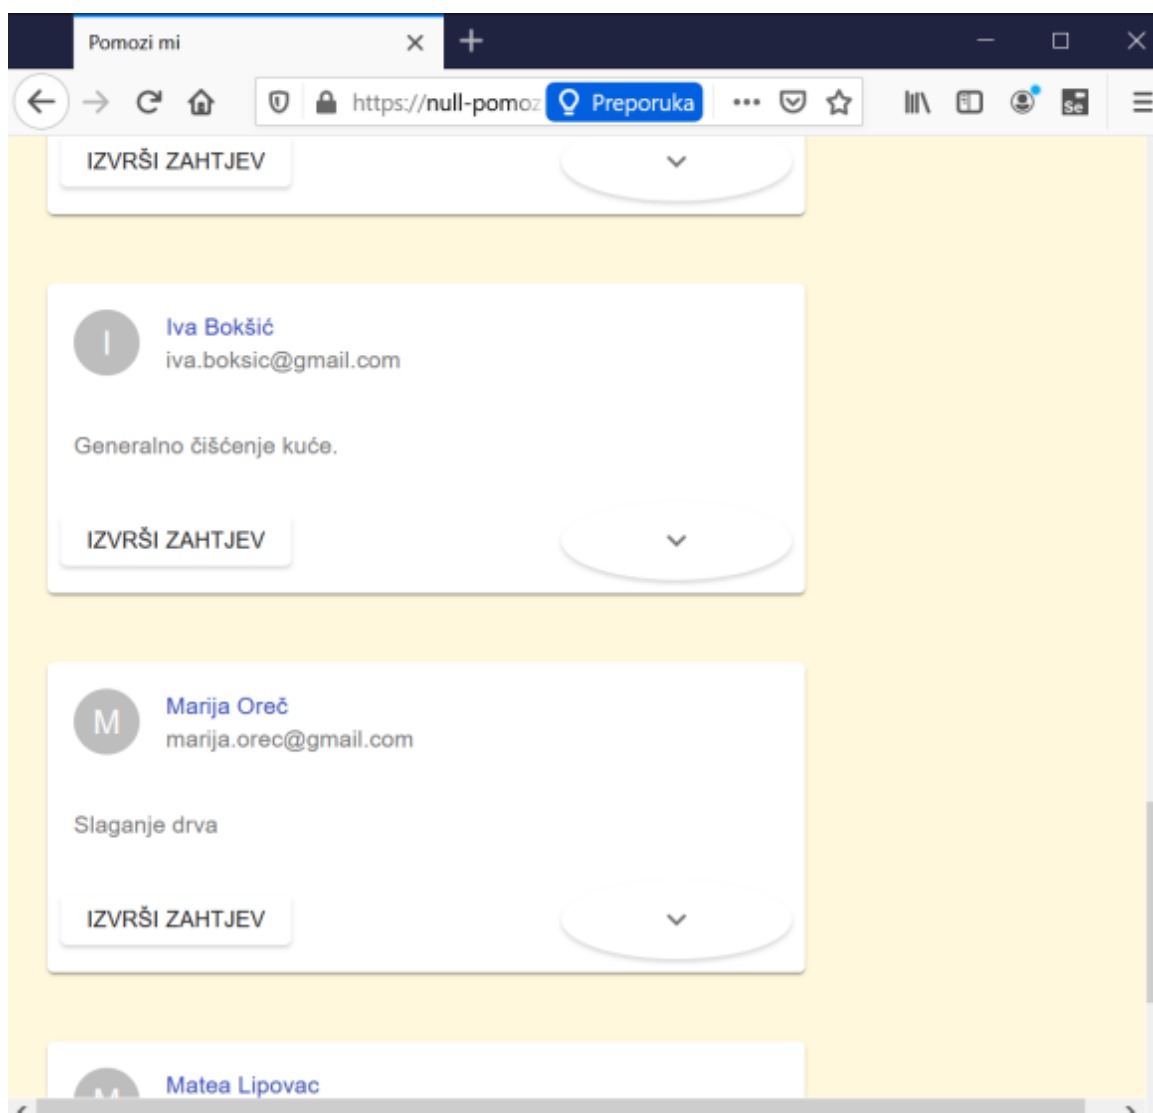 Pomozi mi
https://null-pomoz Preporuka
Se
IZVRŠI ZAHTJEV
I
Iva Bokšić
iva.boksic@gmail.com
Generalno čišćenje kuće.
IZVRŠI ZAHTJEV
M
Marija Oreč
marija.orec@gmail.com
Slaganje drva
IZVRŠI ZAHTJEV
M
Matea Lipovac